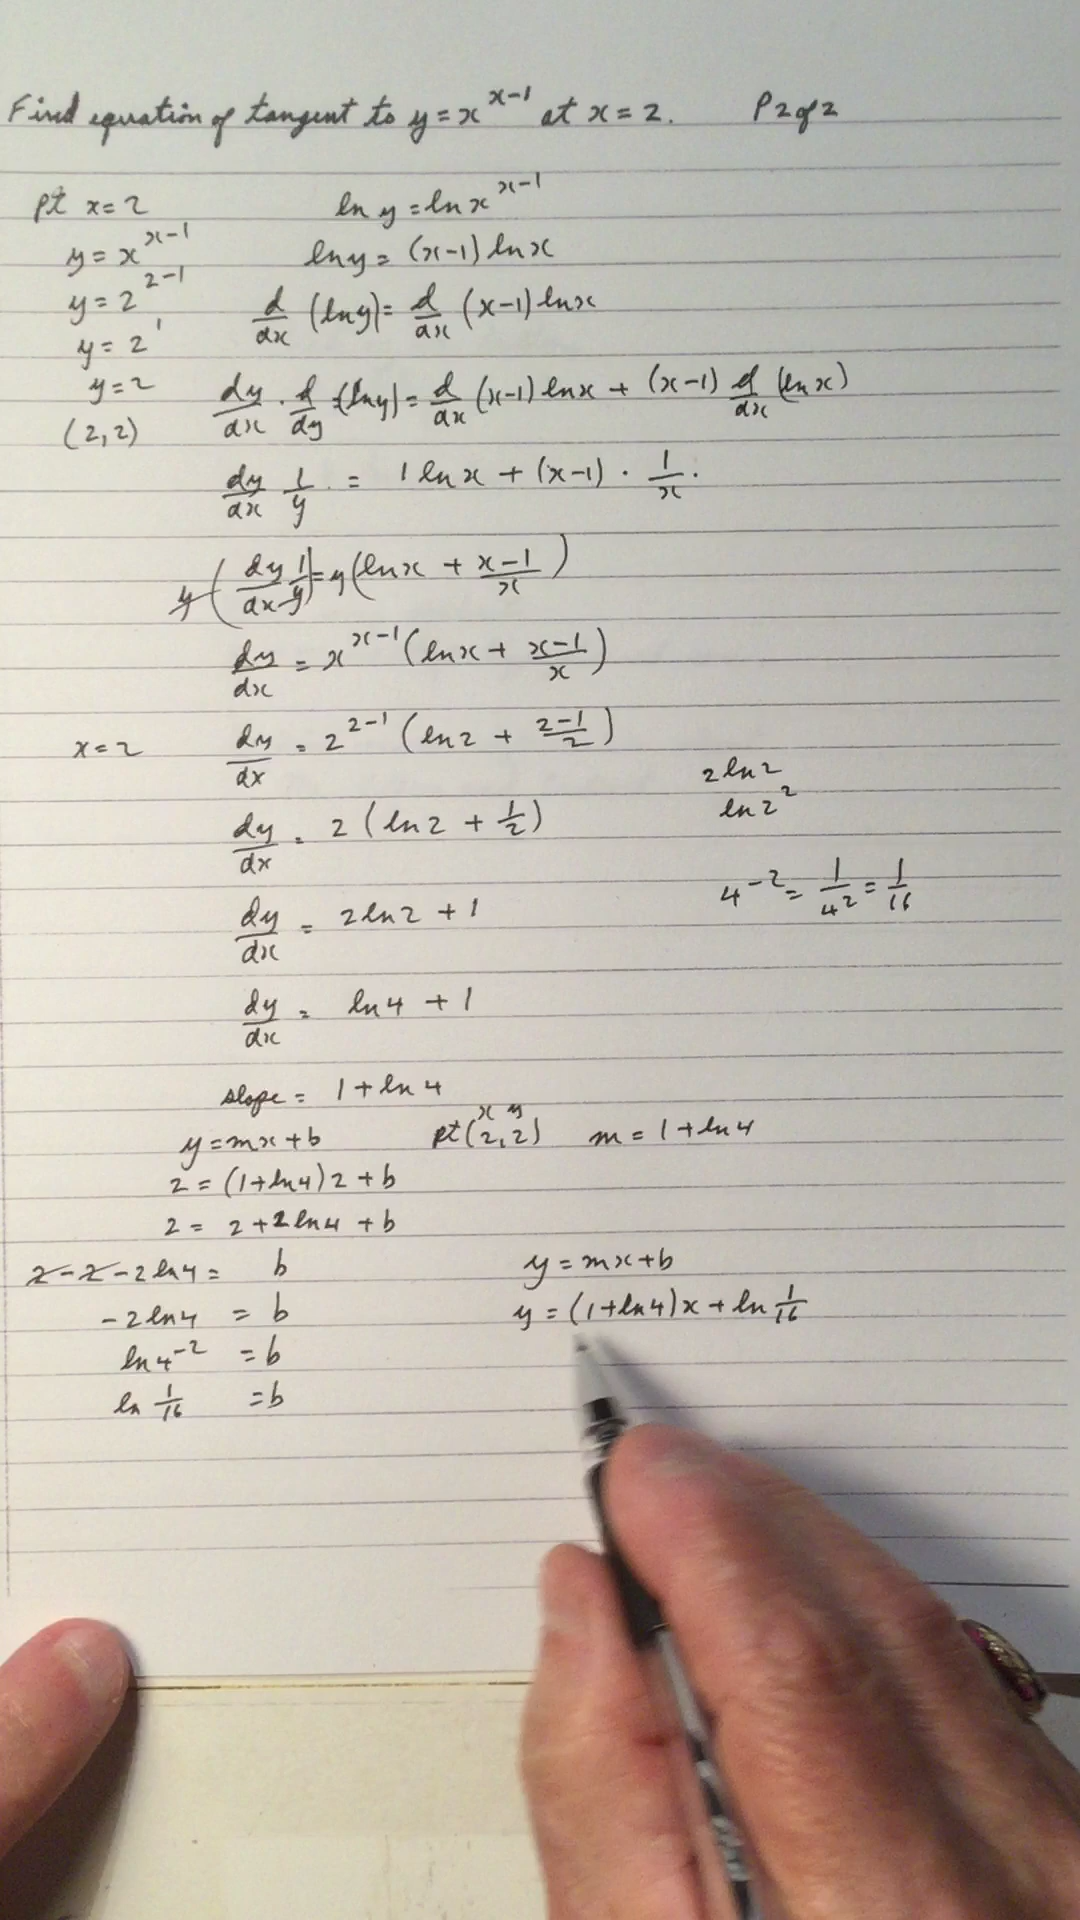 Find equation of tangent to y = x^(x-1) at x = 2. P2 of 2
pt x = 2
y = x^(x-1)
y = 2^(2-1)
y = 2^1
y = 2
(2, 2)
ln y = ln x^(x-1)
ln y = (x-1) ln x
d/dx (ln y) = d/dx (x-1) ln x
dy/dx · d/dy (ln y) = d/dx (x-1) ln x + (x-1) d/dx (ln x)
dy/dx 1/y = 1 ln x + (x-1) · 1/x.
y (dy/dx 1/y) = y (ln x + (x-1)/x)
dy/dx = x^(x-1) (ln x + (x-1)/x)
x = 2 dy/dx = 2^(2-1) (ln 2 + (2-1)/2)
dy/dx = 2 (ln 2 + 1/2)
dy/dx = 2 ln 2 + 1
dy/dx = ln 4 + 1
2 ln 2
ln 2^2
4^-2 = 1/4^2 = 1/16
slope = 1 + ln 4
y = mx + b
x y
pt (2, 2) m = 1 + ln 4
2 = (1 + ln 4) 2 + b
2 = 2 + 2 ln 4 + b
2 - 2 - 2 ln 4 = b
-2 ln 4 = b
ln 4^-2 = b
ln 1/16 = b
y = mx + b
y = (1 + ln 4) x + ln 1/16